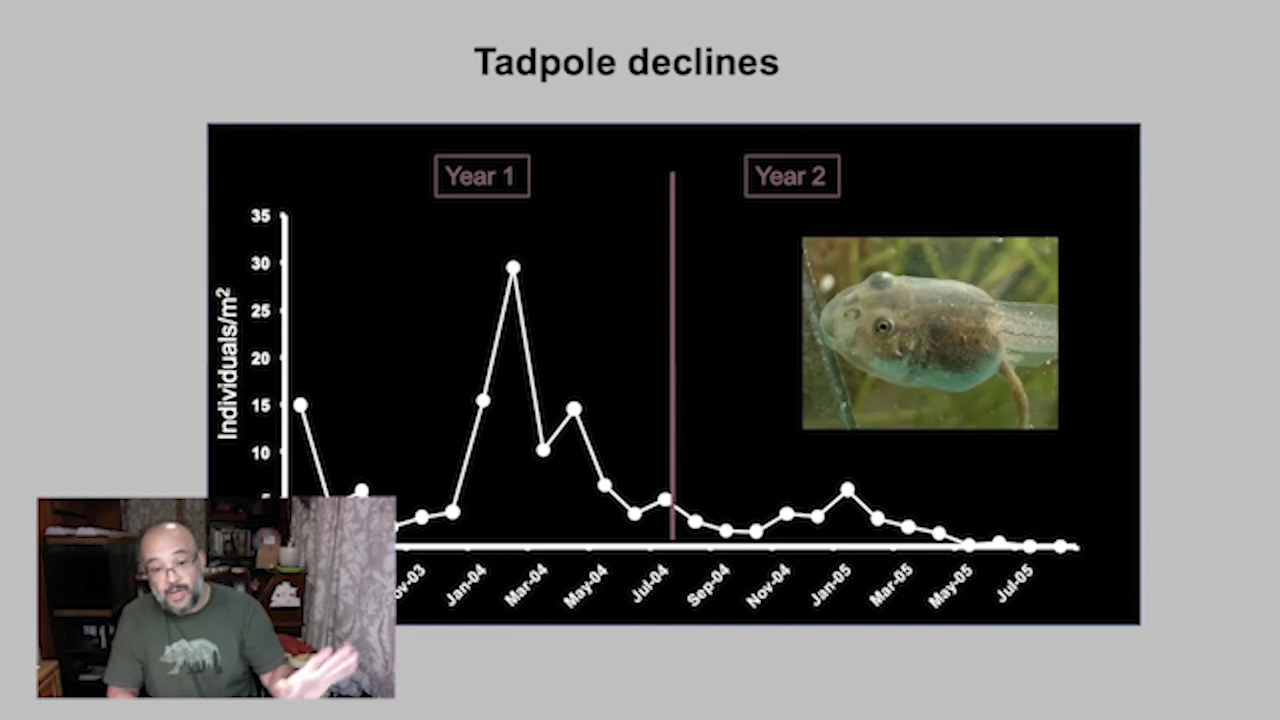 Tadpole declines
Year 1
Year 2
35
30
25
20
15
10
Individuals/m²
Jan-04
Mar-04
May-04
Jul-04
Sep-04
Nov-04
Jan-05
Mar-05
May-05
Jul-05